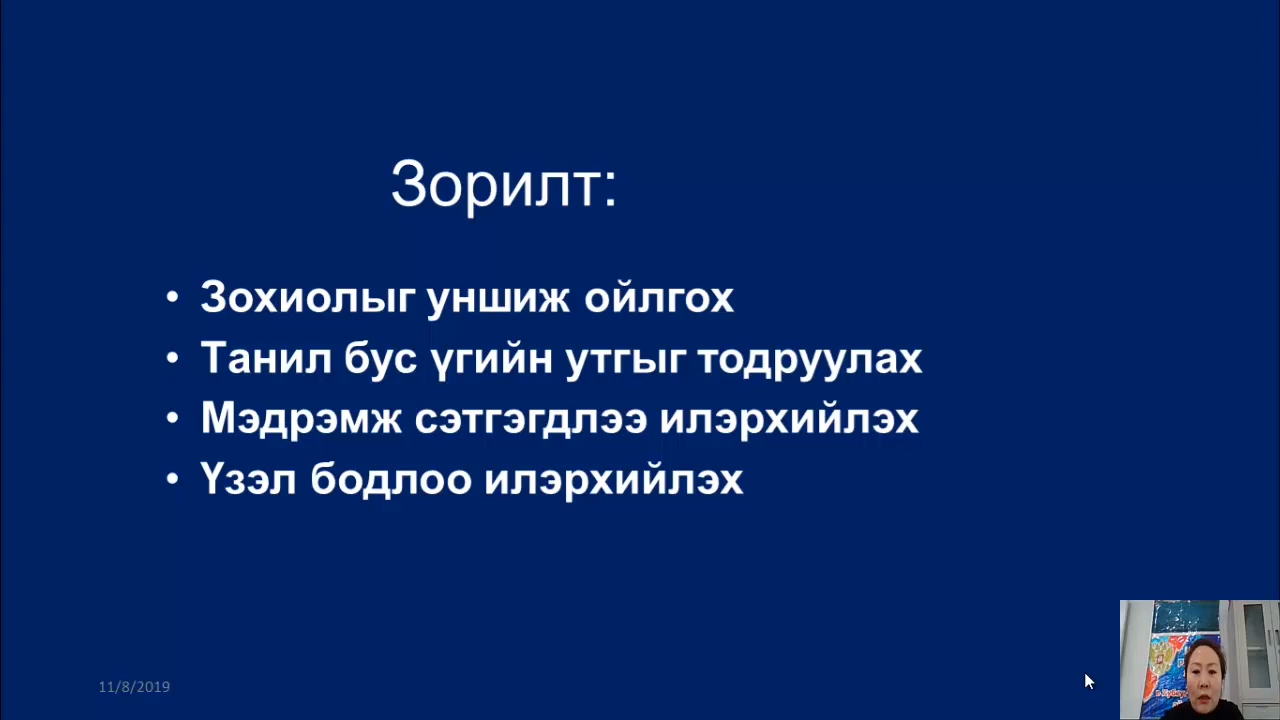 Зорилт:
• Зохиолыг уншиж ойлгох
• Танил бус үгийн утгыг тодруулах
• Мэдрэмж сэтгэгдлээ илэрхийлэх
• Үзэл бодлоо илэрхийлэх
11/8/2019